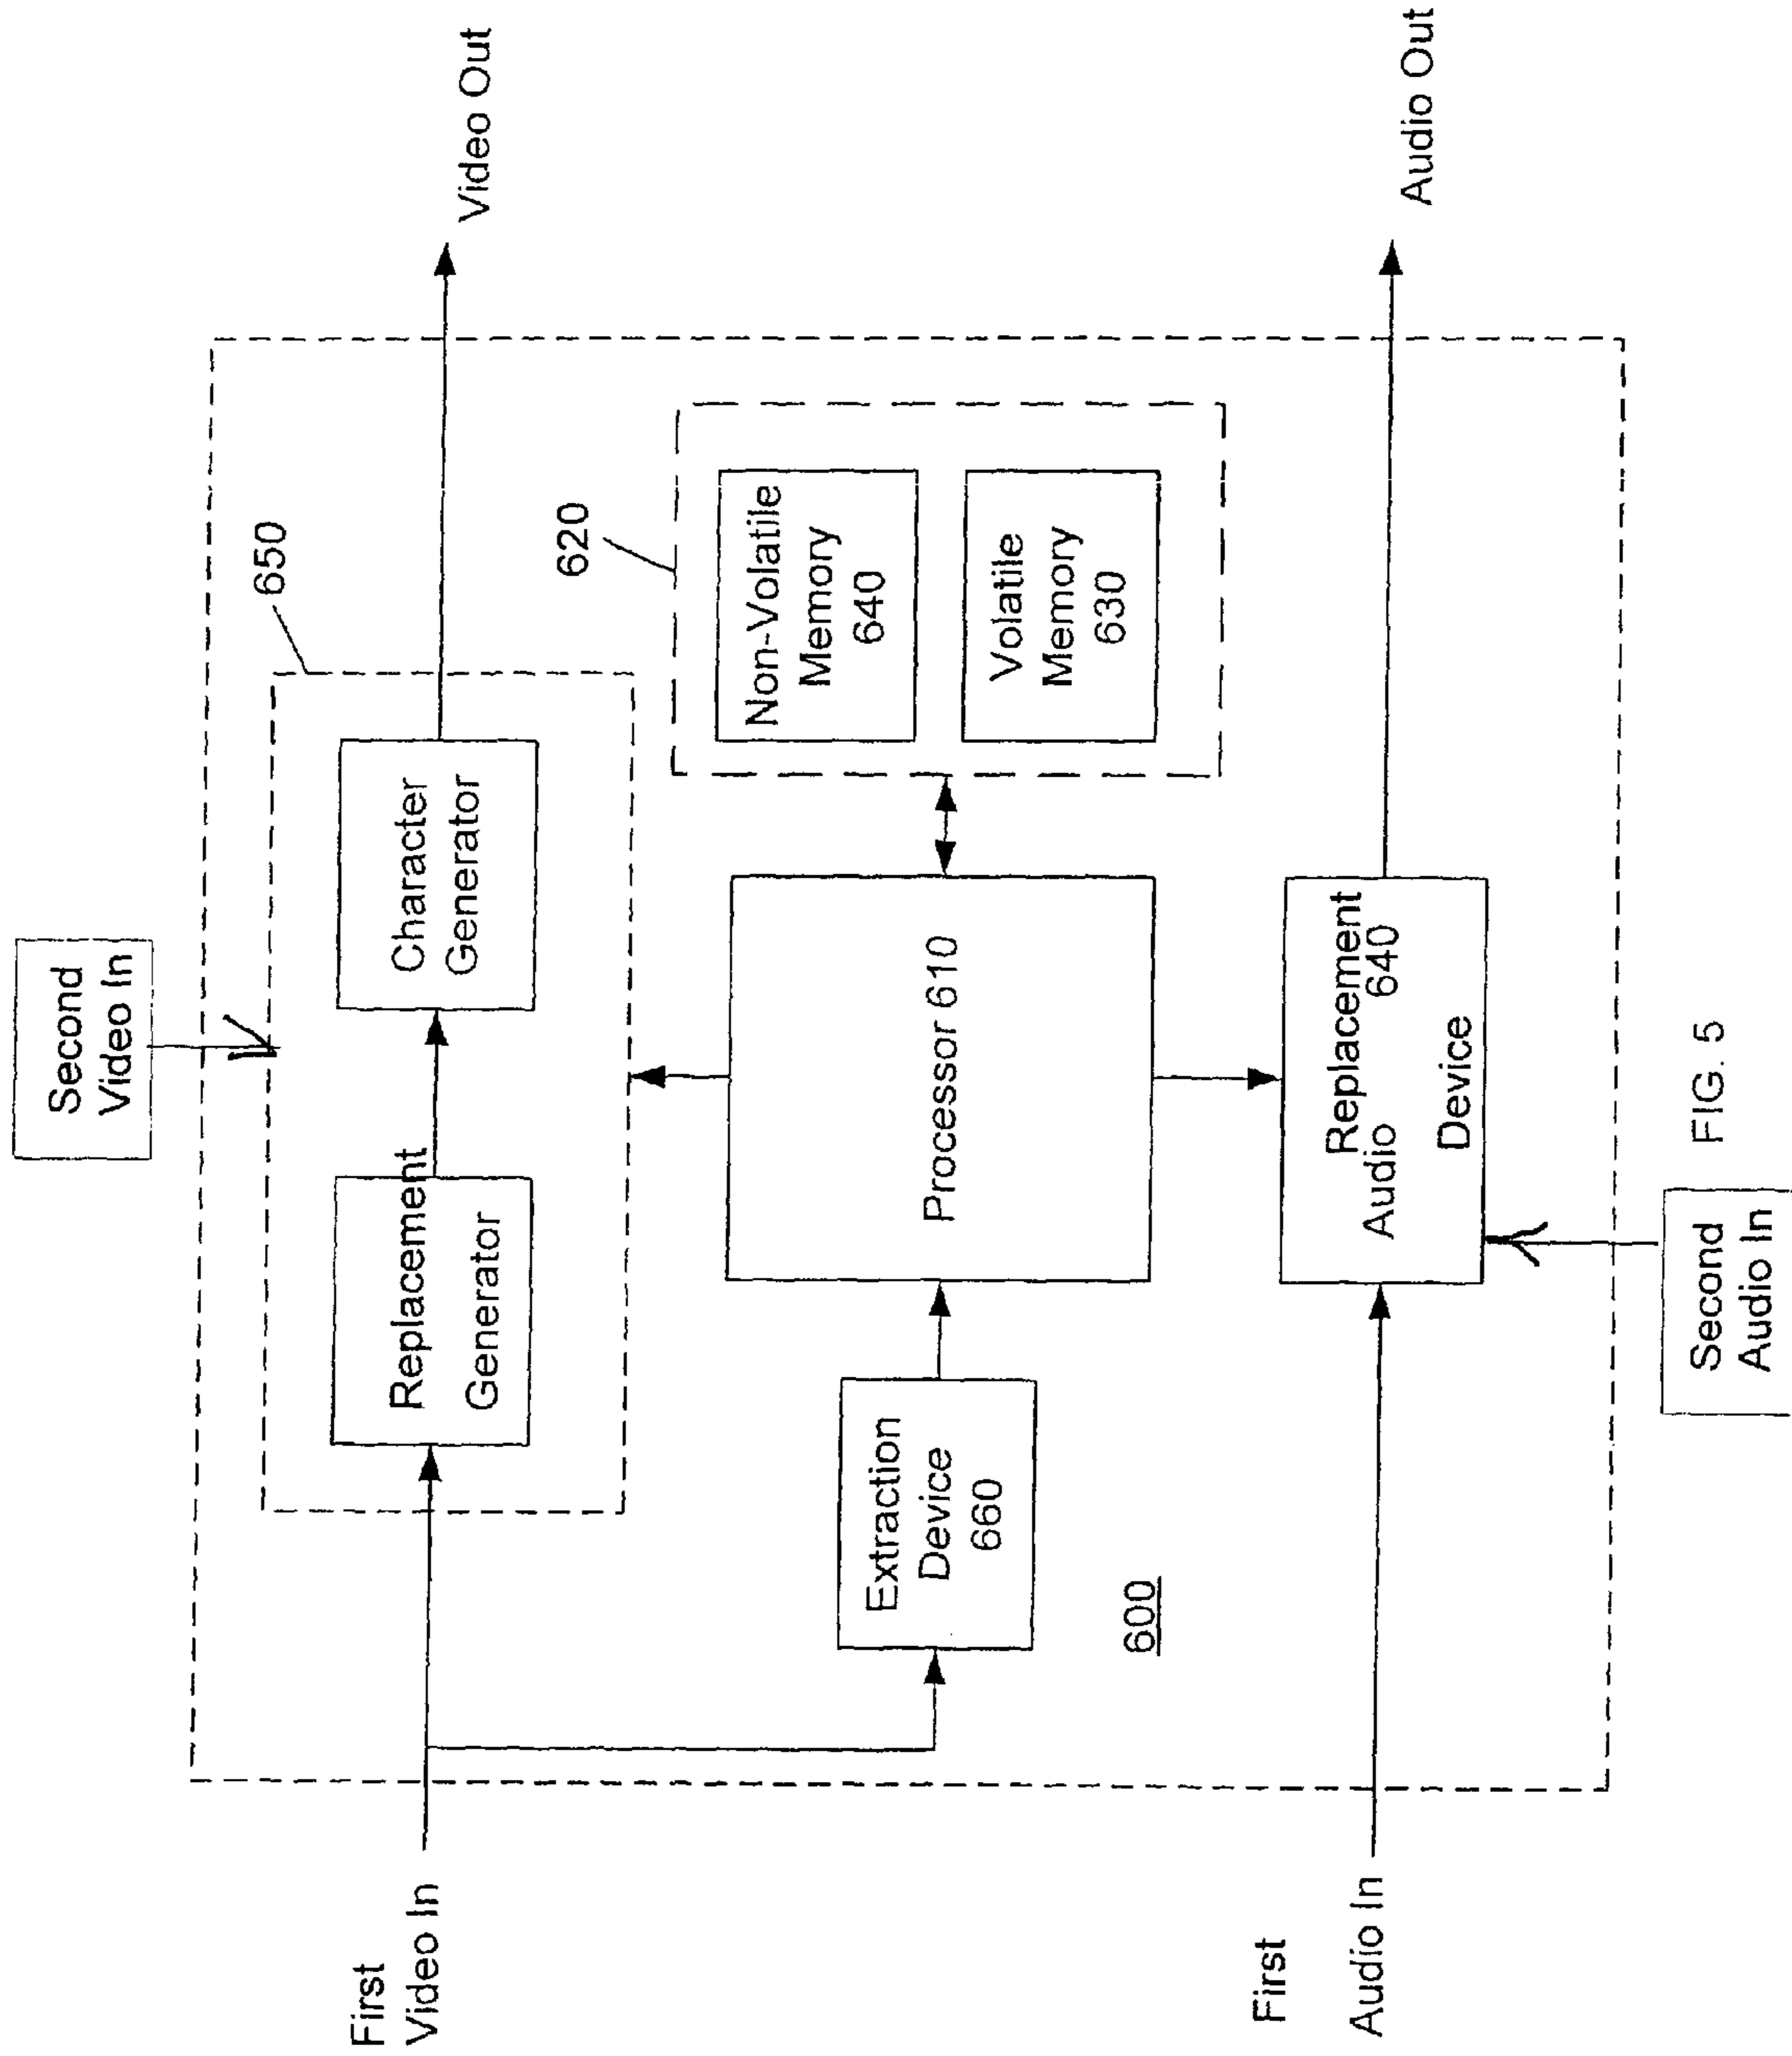 Second
Video In
650
First
Video In
Replacement
Generator
Character
Generator
Video Out
620
Non-Volatile
Memory
640
Volatile
Memory
630
Extraction
Device
660
Processor 610
600
First
Audio In
Replacement
Audio 640
Device
Audio Out
Second
Audio In
FIG. 5